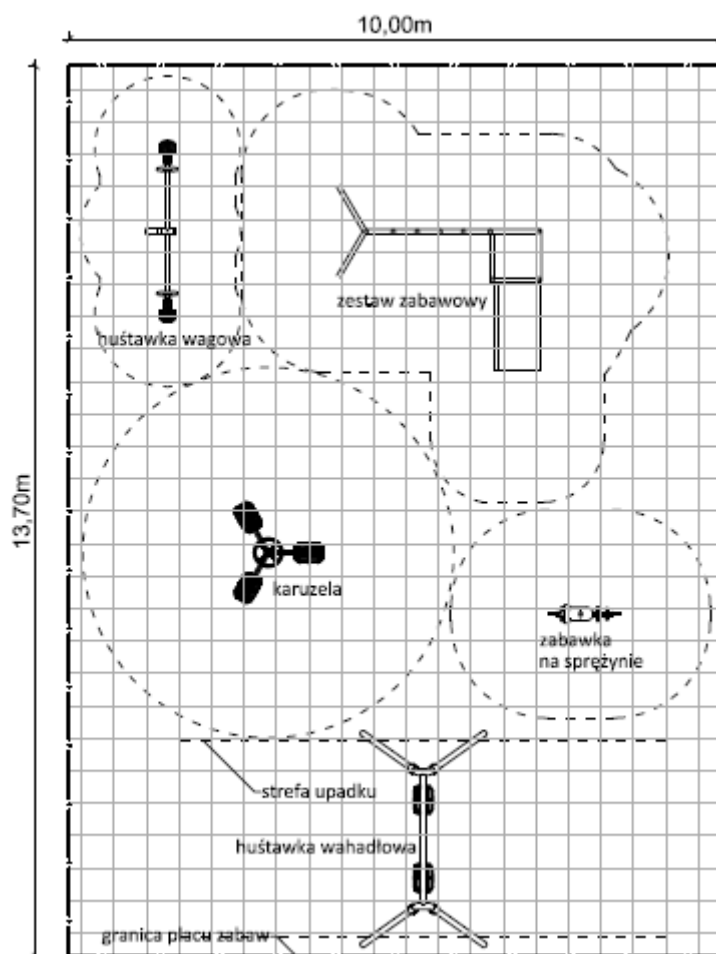 10,00m
13,70m
zestaw zabawowy
huśtawka wagowa
karuzela
zabawka
na sprężynie
strefa upadku
huśtawka wahadłowa
granica placu zabaw